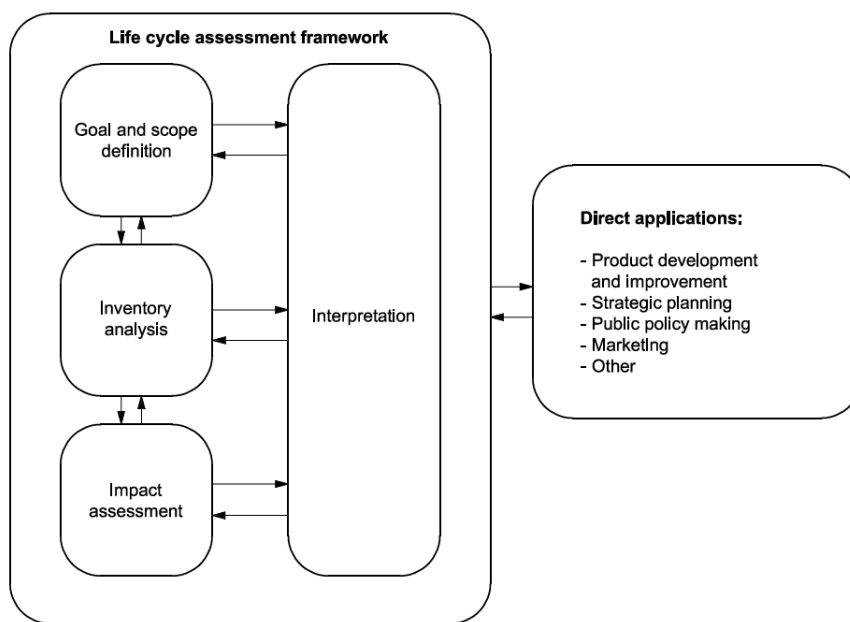 Life cycle assessment framework
Goal and scope
definition
Inventory
analysis
Impact
assessment
Interpretation
Direct applications:
- Product development
and improvement
- Strategic planning
- Public policy making
- Marketing
- Other